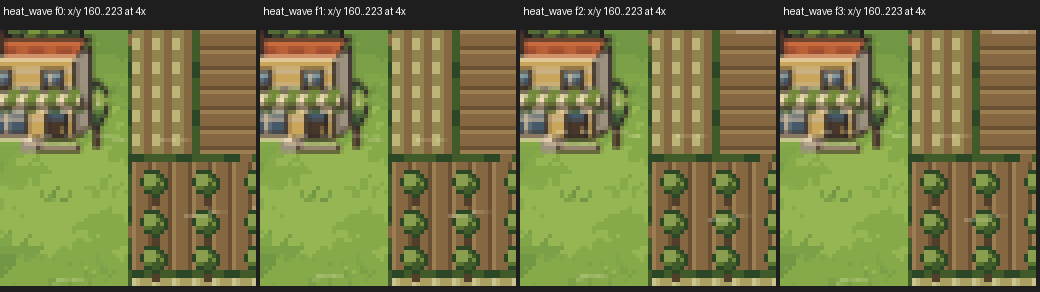 heat_wave f0: x/y 160..223 at 4x
heat_wave f1: x/y 160..223 at 4x
heat_wave f2: x/y 160..223 at 4x
heat_wave f3: x/y 160..223 at 4x